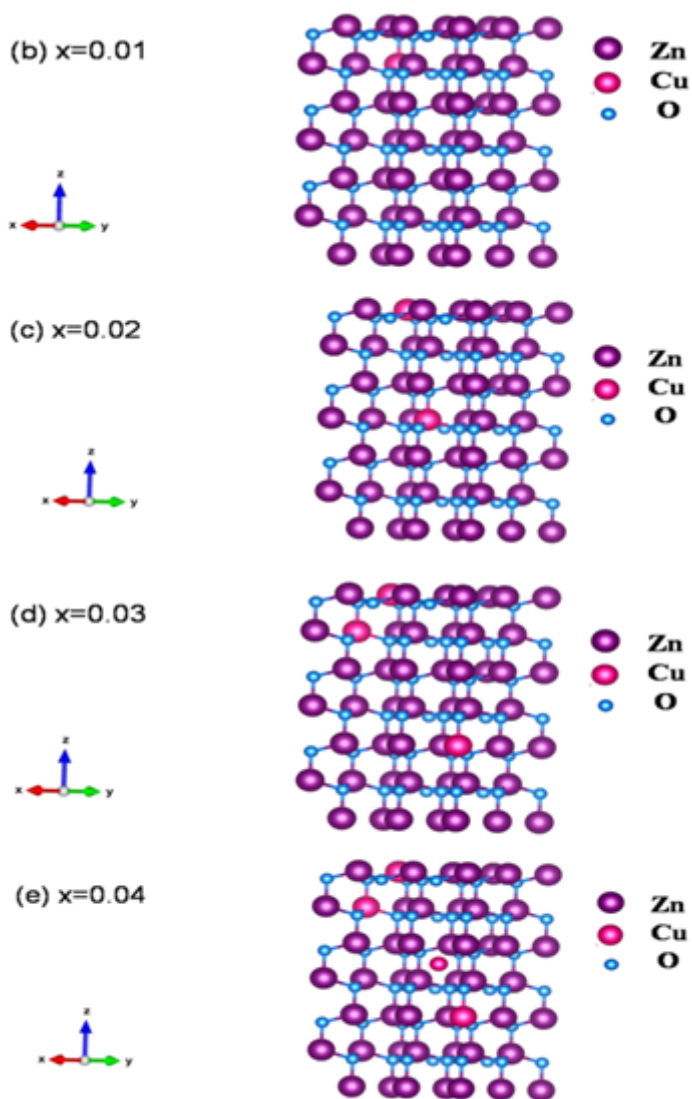 (b) x=0.01
Zn
Cu
O
z
x y
(c) x=0.02
Zn
Cu
O
z
x y
(d) x=0.03
Zn
Cu
O
z
x y
(e) x=0.04
Zn
Cu
O
z
x y